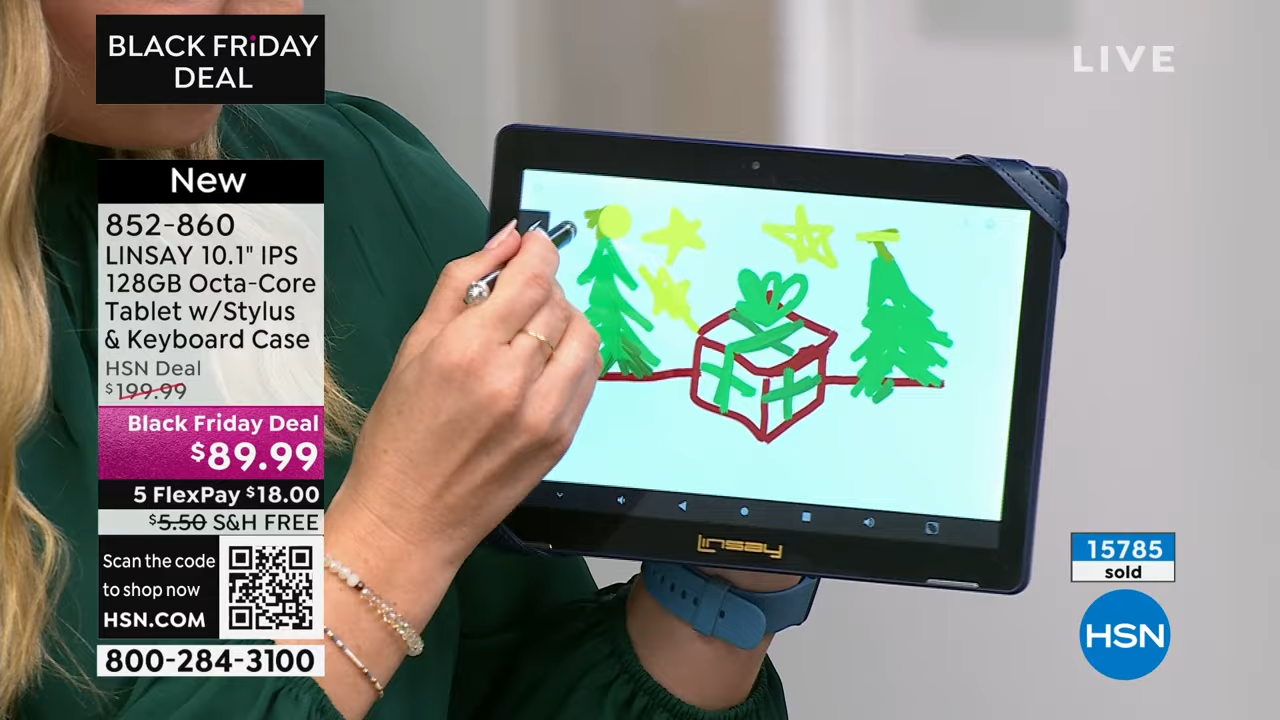 BLACK FRiDAY
DEAL
LIVE
New
852-860
LINSAY 10.1" IPS
128GB Octa-Core
Tablet w/Stylus
& Keyboard Case
HSN Deal
$199.99
Black Friday Deal
$89.99
5 FlexPay $18.00
$5.50 S&H FREE
Scan the code
to shop now
HSN.COM
800-284-3100
Linsay
15785
sold
HSN